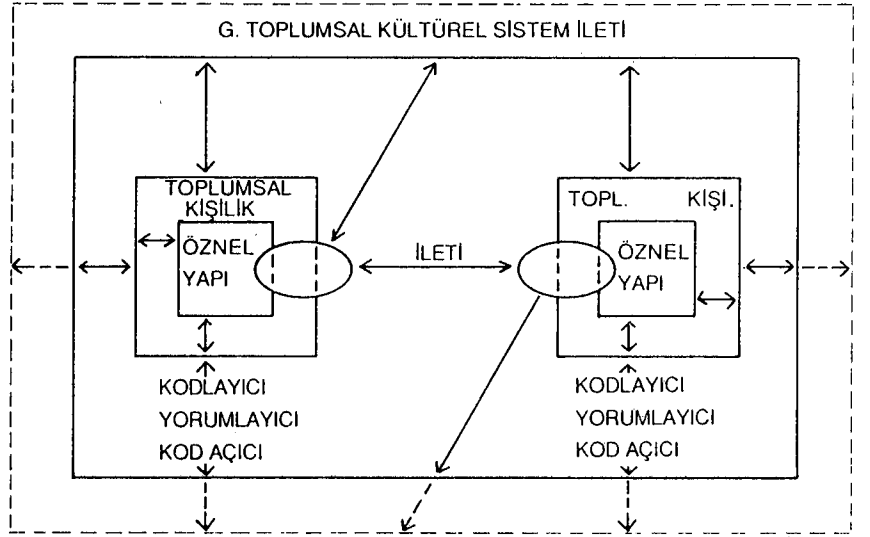 G. TOPLUMSAL KÜLTÜREL SİSTEM İLETİ
TOPLUMSAL
KİŞİLİK
ÖZNEL
YAPI
İLETİ
TOPL. KİŞİ.
ÖZNEL
YAPI
KODLAYICI
YORUMLAYICI
KOD AÇICI
KODLAYICI
YORUMLAYICI
KOD AÇICI